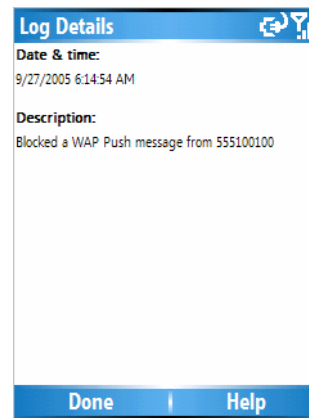 Log Details
Date & time:
9/27/2005 6:14:54 AM
Description:
Blocked a WAP Push message from 555100100
Done Help